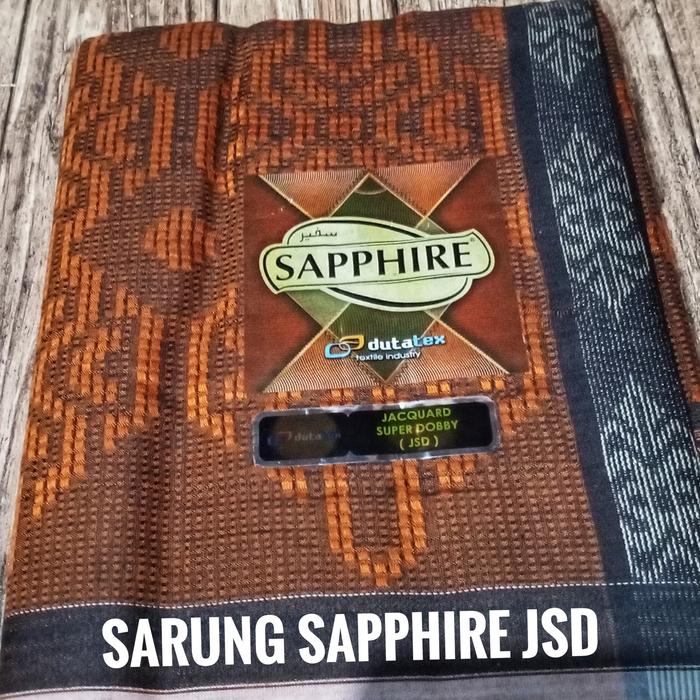 سفير
SAPPHIRE
dutatex
textile industry
dutatex
JACQUARD
SUPER DOBBY
( JSD )
SARUNG SAPPHIRE JSD